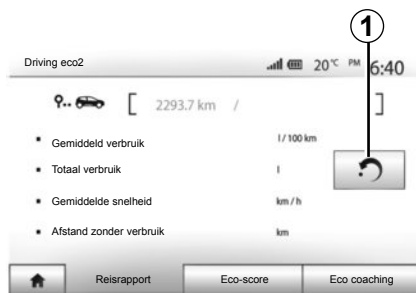 1
Driving eco2 20°C PM 6:40
[ 2293.7 km / ]
▪ Gemiddeld verbruik l / 100 km
▪ Totaal verbruik l
▪ Gemiddelde snelheid km / h
▪ Afstand zonder verbruik km
Reisrapport Eco-score Eco coaching